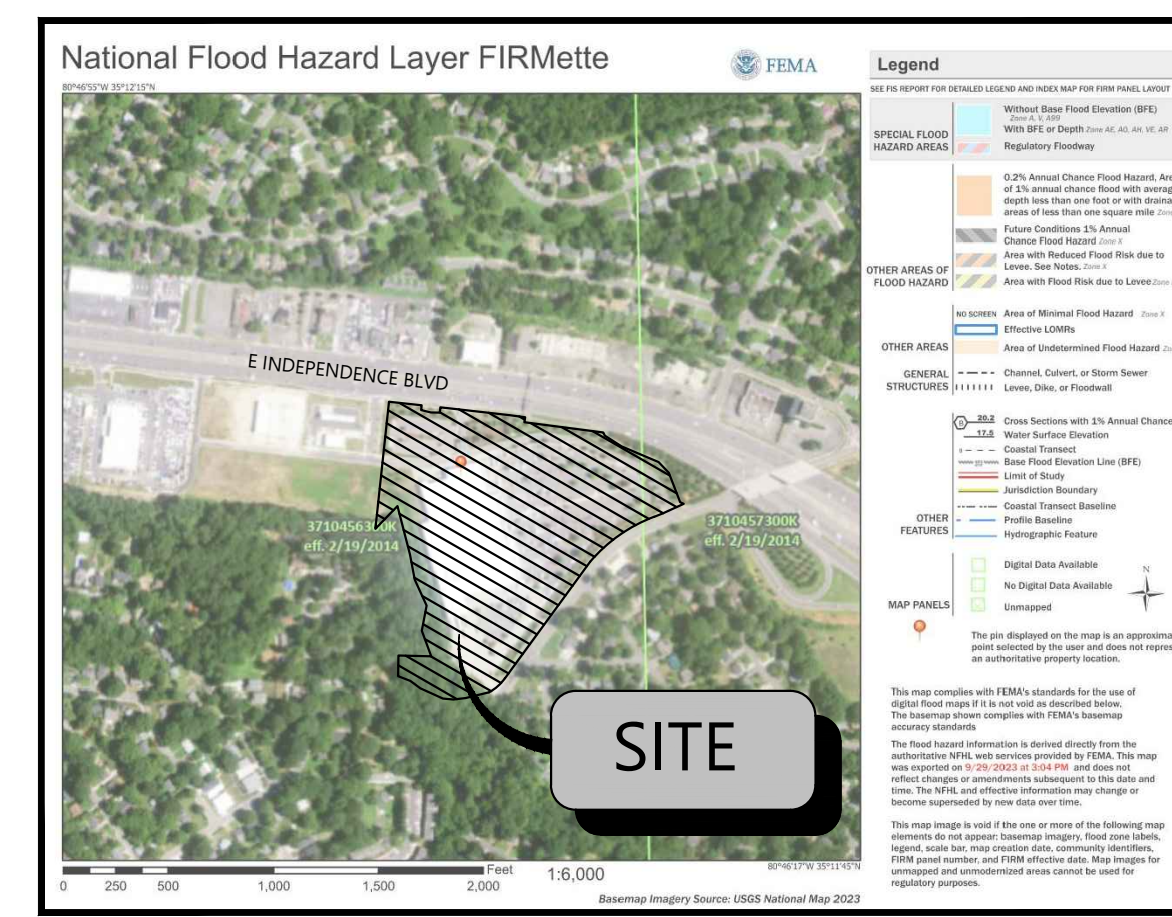 National Flood Hazard Layer FIRMette
FEMA
80°46'55"W 35°12'15"N
E INDEPENDENCE BLVD
3710456300K
eff. 2/19/2014
3710457300K
eff. 2/19/2014
SITE
Feet
0 250 500 1,000 1,500 2,000
1:6,000
80°46'17"W 35°11'45"N
Basemap Imagery Source: USGS National Map 2023
Legend
SEE FIS REPORT FOR DETAILED LEGEND AND INDEX MAP FOR FIRM PANEL LAYOUT
SPECIAL FLOOD
HAZARD AREAS
Without Base Flood Elevation (BFE)
Zone A, V, A99
With BFE or Depth Zone AE, AO, AH, VE, AR
Regulatory Floodway
0.2% Annual Chance Flood Hazard, Are
of 1% annual chance flood with averag
depth less than one foot or with draina
areas of less than one square mile Zone
Future Conditions 1% Annual
Chance Flood Hazard Zone X
OTHER AREAS OF
FLOOD HAZARD
Area with Reduced Flood Risk due to
Levee. See Notes. Zone X
Area with Flood Risk due to Levee Zone
NO SCREEN Area of Minimal Flood Hazard Zone X
Effective LOMRs
OTHER AREAS
Area of Undetermined Flood Hazard
GENERAL
STRUCTURES
Channel, Culvert, or Storm Sewer
Levee, Dike, or Floodwall
B 20.2 Cross Sections with 1% Annual Chance
17.5 Water Surface Elevation
8 Coastal Transect
Base Flood Elevation Line (BFE)
Limit of Study
Jurisdiction Boundary
Coastal Transect Baseline
OTHER
FEATURES
Profile Baseline
Hydrographic Feature
MAP PANELS
Digital Data Available
No Digital Data Available
Unmapped
N
The pin displayed on the map is an approxima
point selected by the user and does not repres
an authoritative property location.
This map complies with FEMA's standards for the use of
digital flood maps if it is not void as described below.
The basemap shown complies with FEMA's basemap
accuracy standards
The flood hazard information is derived directly from the
authoritative NFHL web services provided by FEMA. This map
was exported on 9/29/2023 at 3:04 PM and does not
reflect changes or amendments subsequent to this date and
time. The NFHL and effective information may change or
become superseded by new data over time.
This map image is void if the one or more of the following map
elements do not appear: basemap imagery, flood zone labels,
legend, scale bar, map creation date, community identifiers,
FIRM panel number, and FIRM effective date. Map images for
unmapped and unmodernized areas cannot be used for
regulatory purposes.